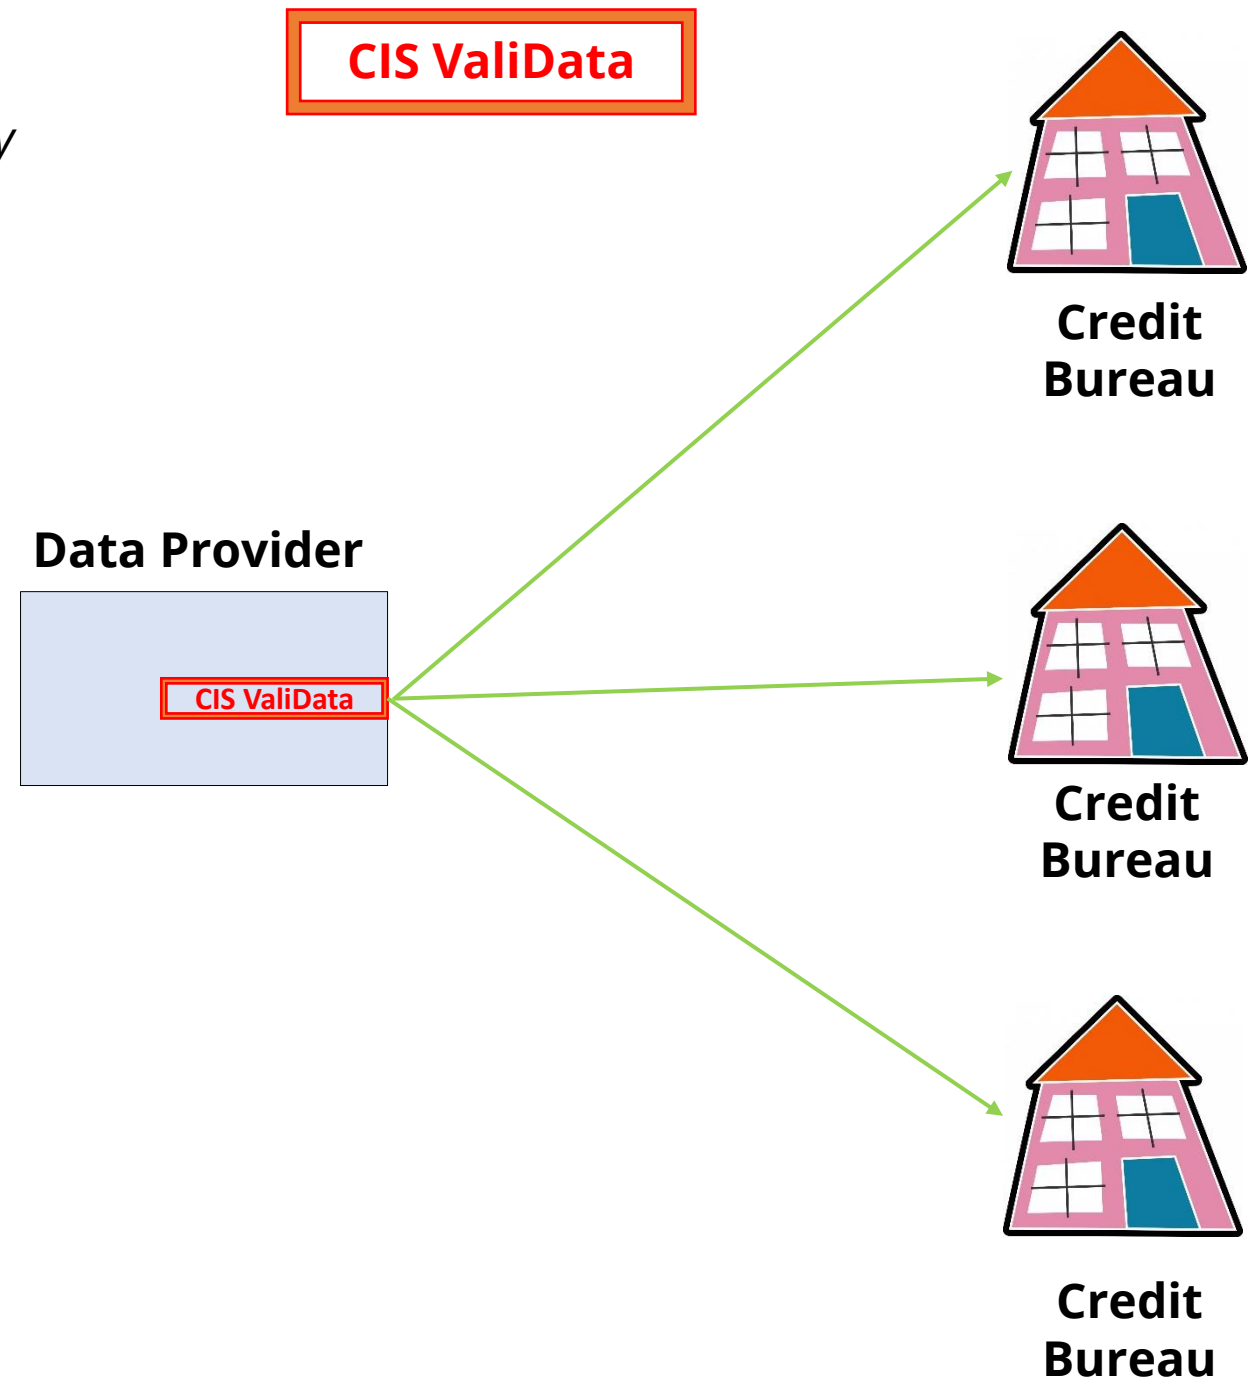 CIS ValiData
y
Credit
Bureau
Data Provider
CIS ValiData
Credit
Bureau
Credit
Bureau